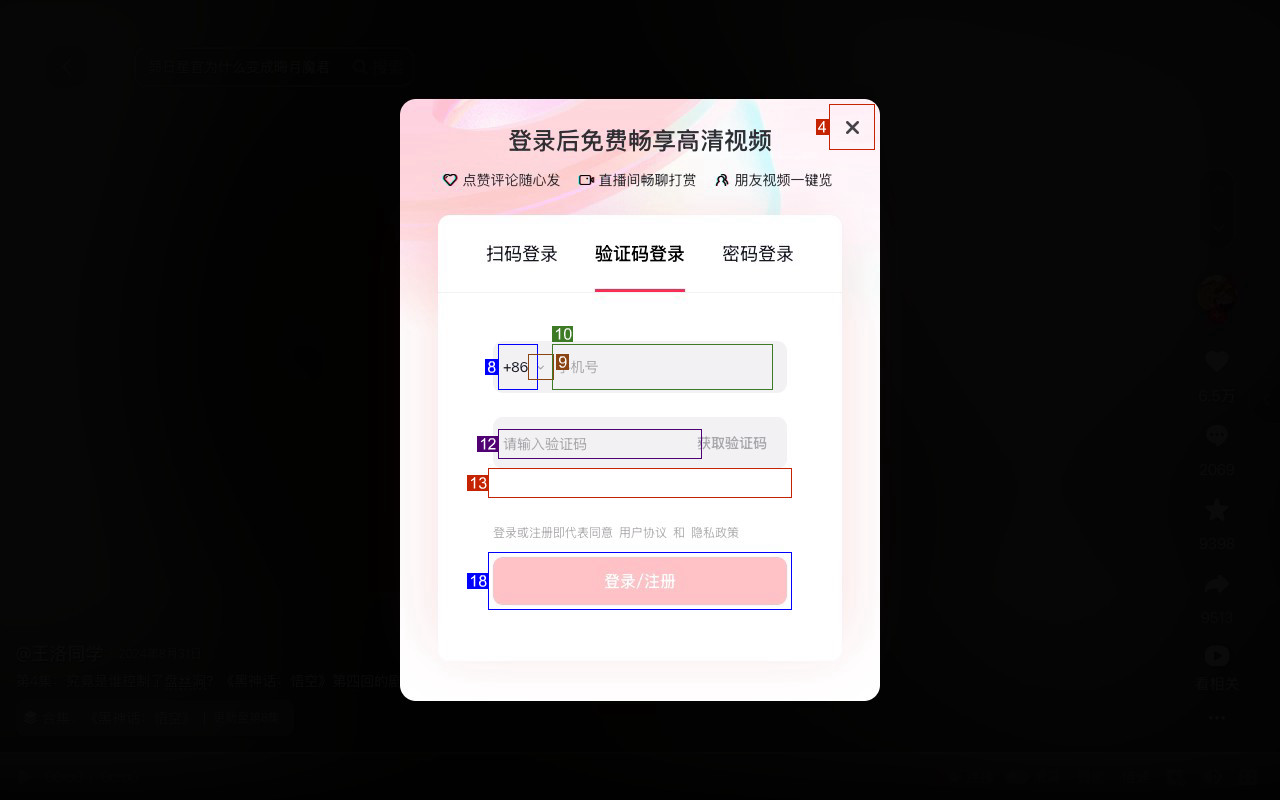 登录后免费畅享高清视频
点赞评论随心发 直播间畅聊打赏 朋友视频一键览
4
扫码登录 验证码登录 密码登录
10
8 +86 9 机号
12 请输入验证码 获取验证码
13
登录或注册即代表同意 用户协议 和 隐私政策
18 登录/注册